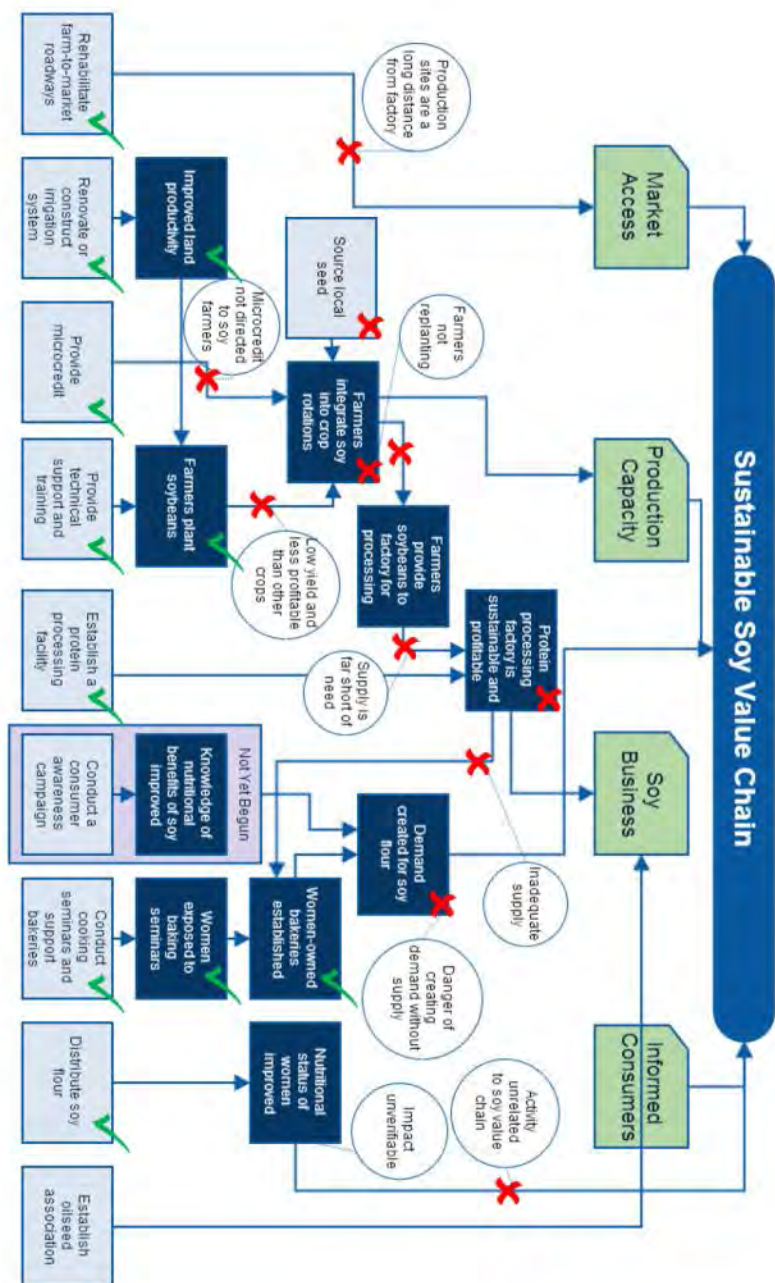 Sustainable Soy Value Chain
Market
Access
Production
Capacity
Soy
Business
Informed
Consumers
Production
sites are a
long distance
from factory
Farmers
not
replanting
Inadequate
supply
Danger of
creating
demand without
supply
Activity
unrelated
to soy value
chain
Source local
seed
Farmers
integrate soy
into crop
rotations
Farmers
provide
soybeans to
factory for
processing
Protein
processing
factory is
sustainable and
profitable
Demand
created for soy
flour
Impact
unverifiable
Microcredit
not directed
to soy
farmers
Low yield and
less profitable
than other
crops
Supply is
far short of
need
Not Yet Begun
Improved land
productivity
Farmers plant
soybeans
Knowledge of
nutritional
benefits of soy
improved
Women
exposed to
baking
seminars
Women-owned
bakeries
established
Nutritional
status of
women
improved
Rehabilitate
farm-to-market
roadways
Renovate or
construct
irrigation
system
Provide
microcredit
Provide
technical
support and
training
Establish a
protein
processing
facility
Conduct a
consumer
awareness
campaign
Conduct
cooking
seminars and
support
bakeries
Distribute soy
flour
Establish
oilseed
association